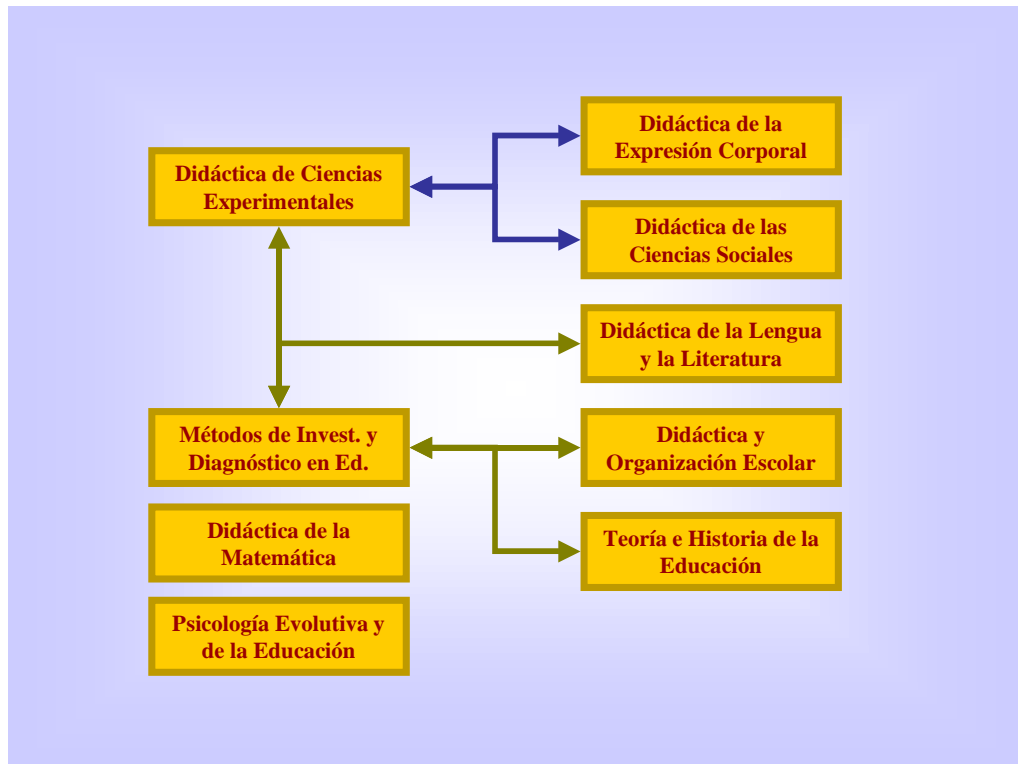 Didáctica de Ciencias
Experimentales
Didáctica de la
Expresión Corporal
Didáctica de las
Ciencias Sociales
Didáctica de la Lengua
y la Literatura
Métodos de Invest. y
Diagnóstico en Ed.
Didáctica y
Organización Escolar
Didáctica de la
Matemática
Teoría e Historia de la
Educación
Psicología Evolutiva y
de la Educación